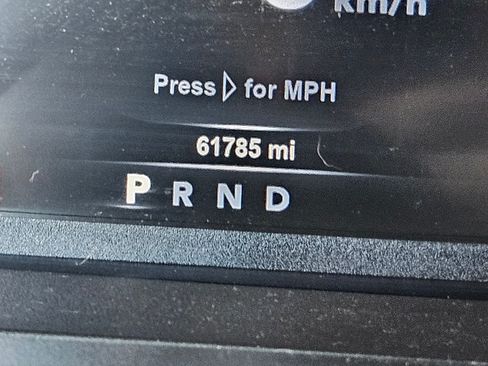 km/h
Press ▷ for MPH
61785 mi
P R N D